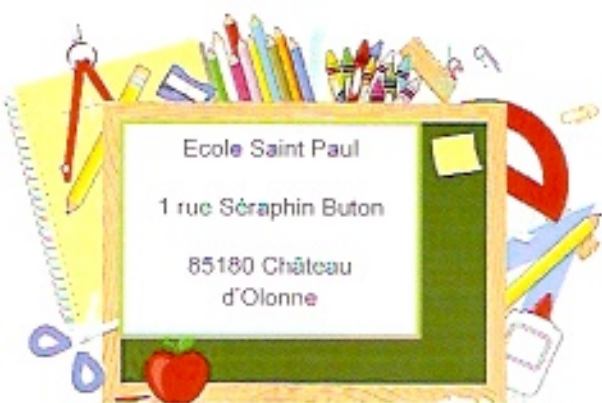 Ecole Saint Paul
1 rue Séraphin Buton
85180 Château
d'Olonne